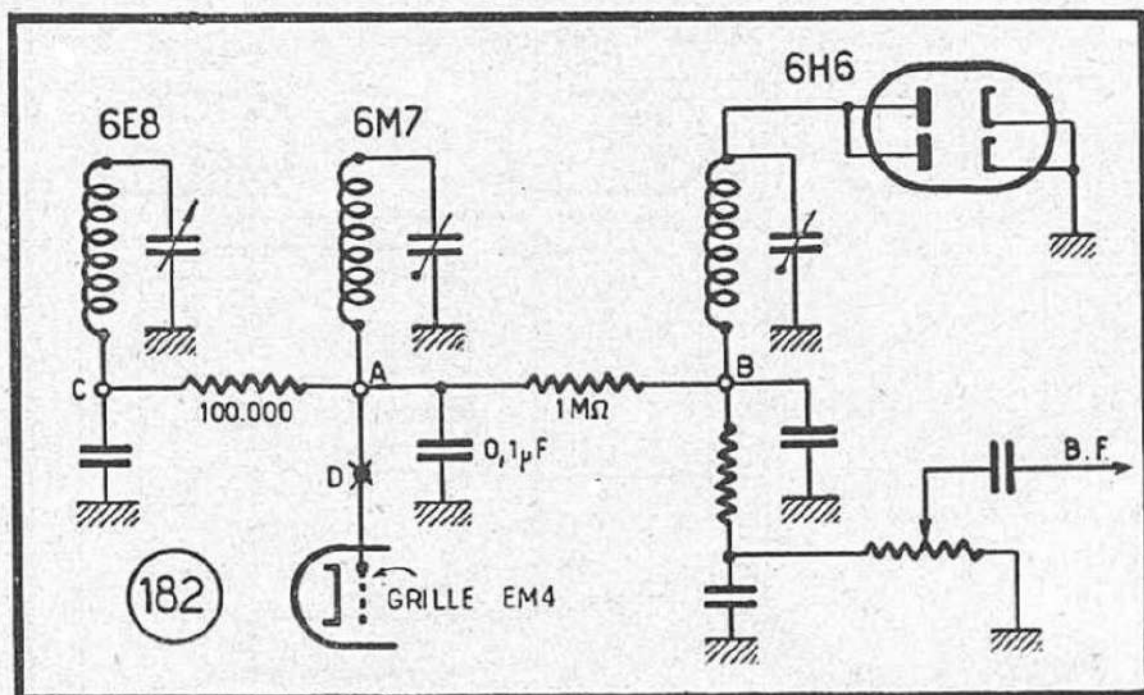 6H6
6E8
6M7
C
A
B
100.000
1MΩ
0,1µF
D
B.F.
182
GRILLE EM4